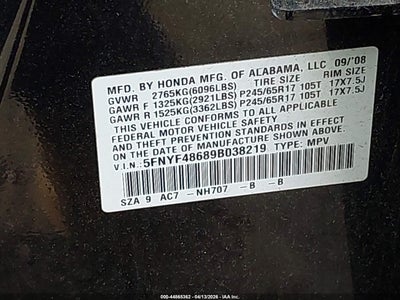 MFD. BY HONDA MFG. OF ALABAMA, LLC 09/'08
GVWR 2765KG(6096LBS) TIRE SIZE RIM SIZE
GAWR F 1325KG(2921LBS) P245/65R17 105T 17X7.5J
GAWR R 1525KG(3362LBS) P245/65R17 105T 17X7.5J
THIS VEHICLE CONFORMS TO ALL APPLICABLE
FEDERAL MOTOR VEHICLE SAFETY AND
THEFT PREVENTION STANDARDS IN EFFECT ON
THE DATE OF MANUFACTURE SHOWN ABOVE.
V.I.N.: 5FNYF48689B038219 TYPE: MPV
SZA 9 AC7 -NH707 -B -B
000-44865362 04/13/2026